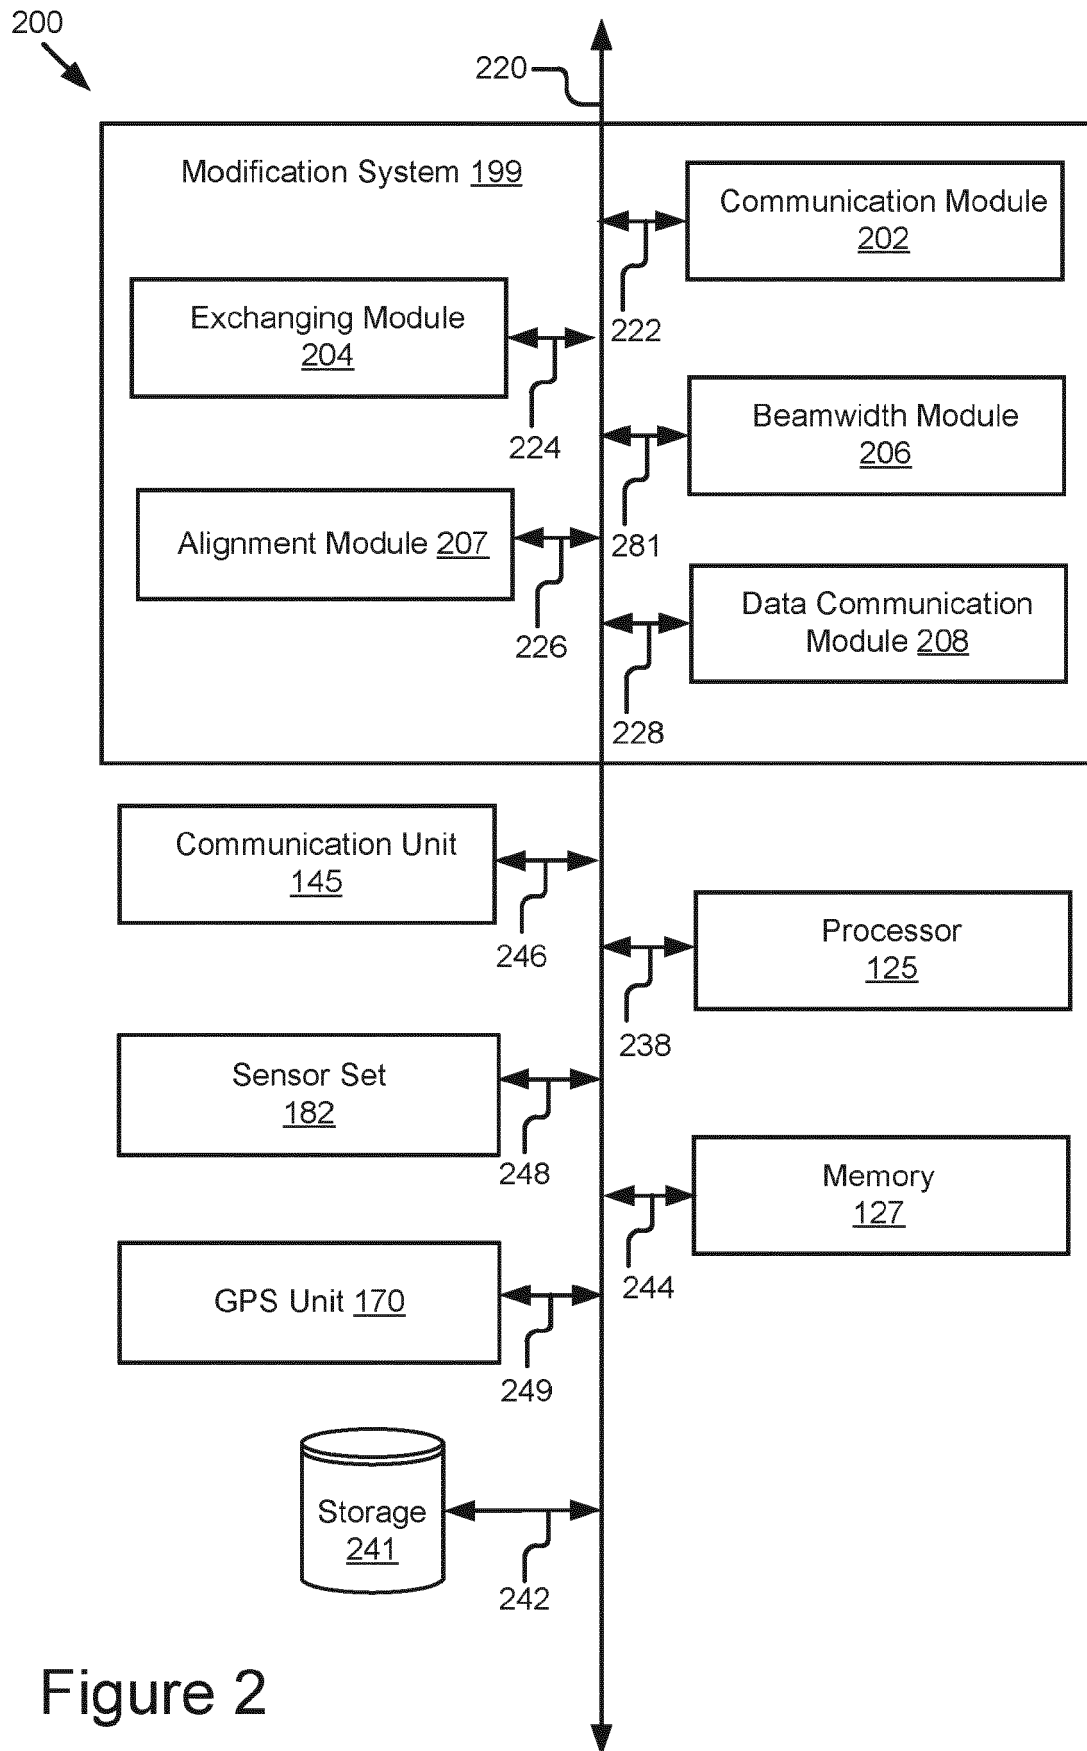 200
220
Modification System 199
Communication Module
202
222
Exchanging Module
204
224
Beamwidth Module
206
281
Alignment Module 207
226
Data Communication
Module 208
228
Communication Unit
145
246
Processor
125
238
Sensor Set
182
248
Memory
127
244
GPS Unit 170
249
Storage
241
242
Figure 2